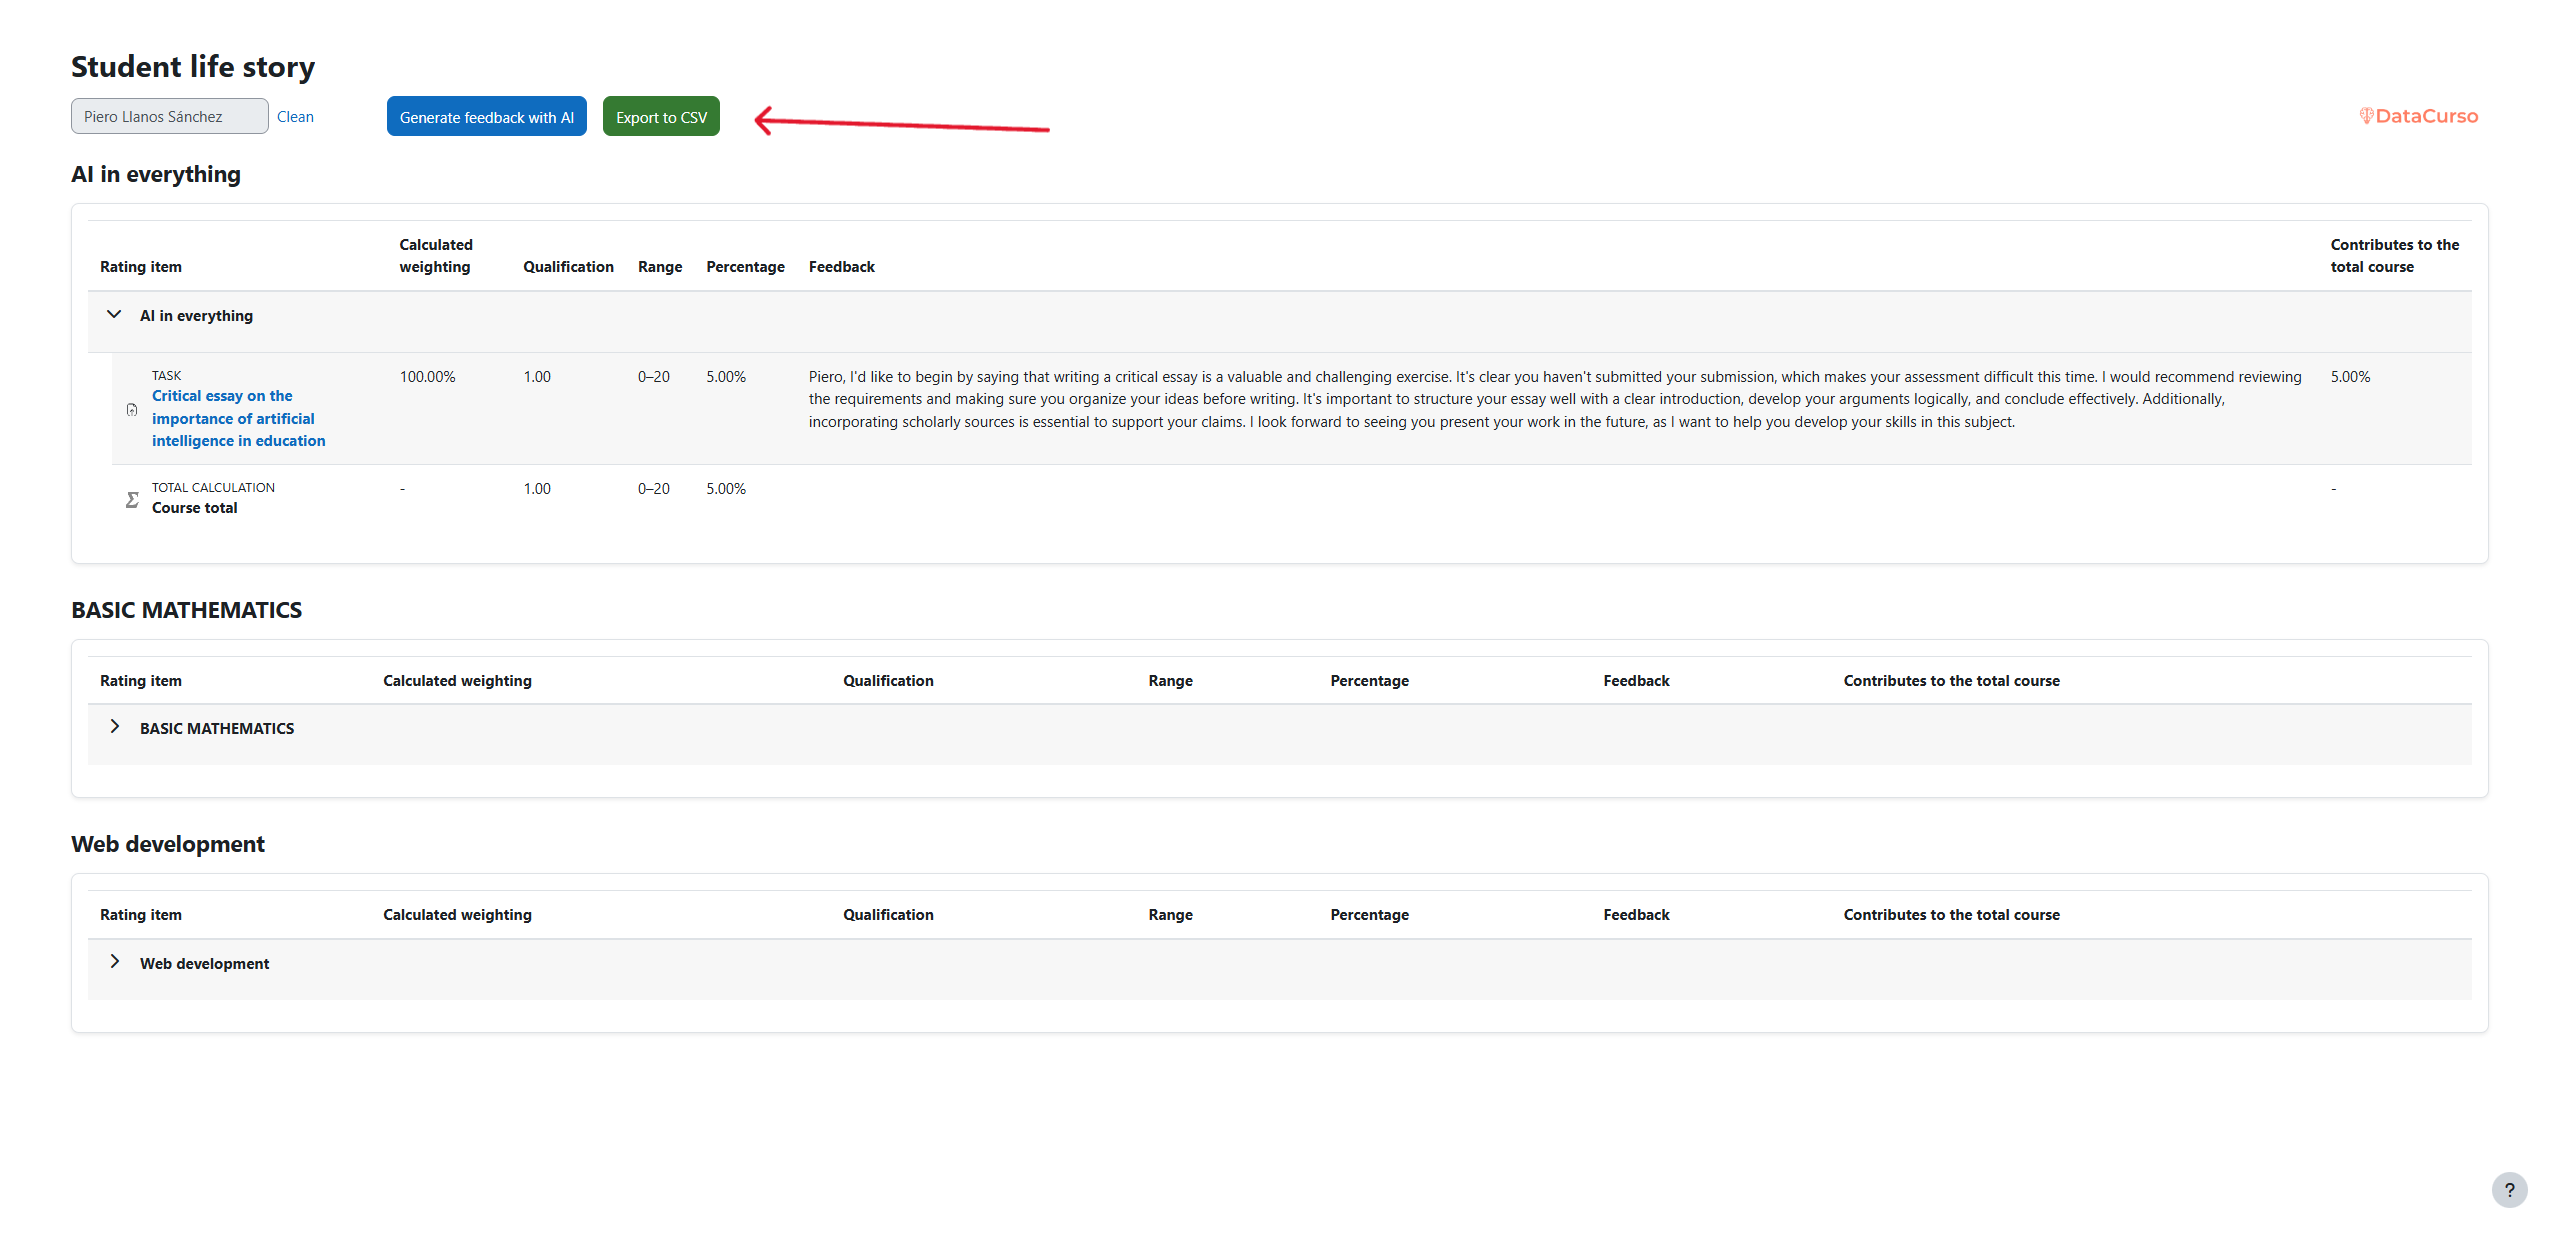 Student life story
Piero Llanos Sánchez Clean Generate feedback with AI Export to CSV DataCurso
AI in everything
Rating item Calculated weighting Qualification Range Percentage Feedback Contributes to the total course
AI in everything
TASK
Critical essay on the
importance of artificial
intelligence in education
100.00% 1.00 0–20 5.00%
Piero, I'd like to begin by saying that writing a critical essay is a valuable and challenging exercise. It's clear you haven't submitted your submission, which makes your assessment difficult this time. I would recommend reviewing
the requirements and making sure you organize your ideas before writing. It's important to structure your essay well with a clear introduction, develop your arguments logically, and conclude effectively. Additionally,
incorporating scholarly sources is essential to support your claims. I look forward to seeing you present your work in the future, as I want to help you develop your skills in this subject.
5.00%
TOTAL CALCULATION
Course total
- 1.00 0–20 5.00% -
BASIC MATHEMATICS
Rating item Calculated weighting Qualification Range Percentage Feedback Contributes to the total course
BASIC MATHEMATICS
Web development
Rating item Calculated weighting Qualification Range Percentage Feedback Contributes to the total course
Web development
?